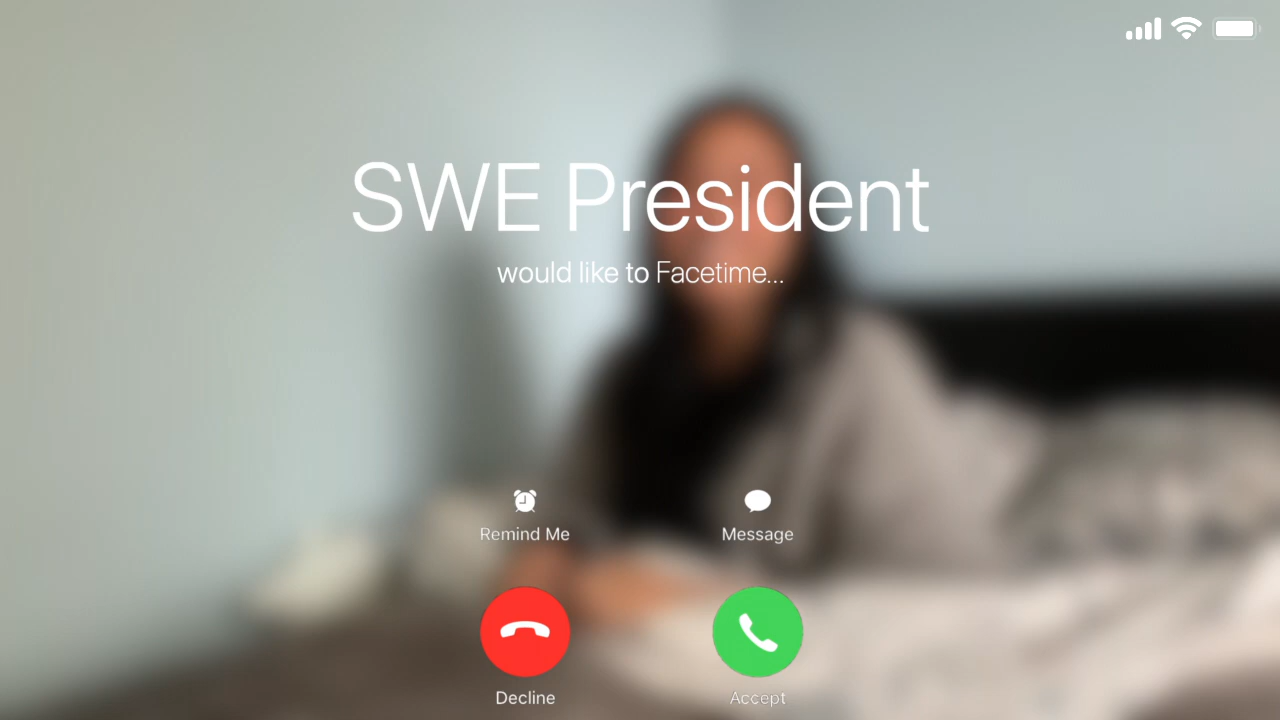 SWE President
would like to Facetime...
Remind Me
Message
Decline
Accept